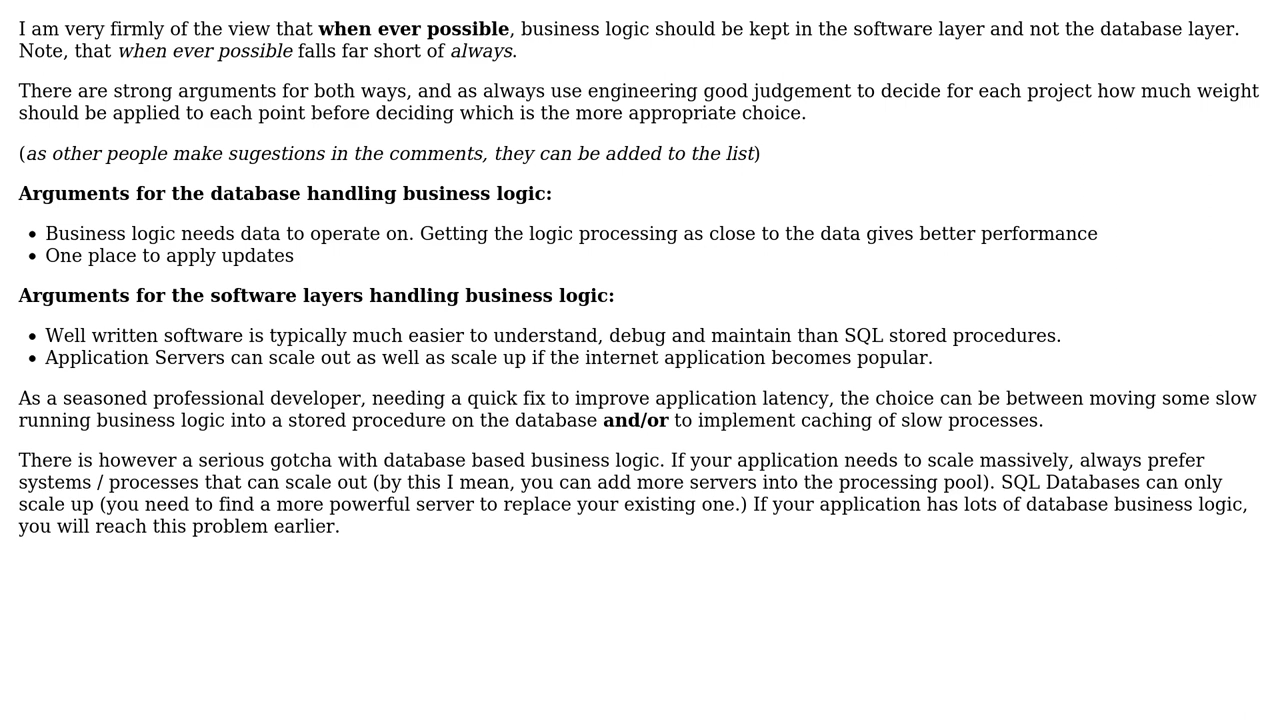 I am very firmly of the view that when ever possible, business logic should be kept in the software layer and not the database layer.
Note, that when ever possible falls far short of always.
There are strong arguments for both ways, and as always use engineering good judgement to decide for each project how much weight
should be applied to each point before deciding which is the more appropriate choice.
(as other people make sugestions in the comments, they can be added to the list)
Arguments for the database handling business logic:
• Business logic needs data to operate on. Getting the logic processing as close to the data gives better performance
• One place to apply updates
Arguments for the software layers handling business logic:
• Well written software is typically much easier to understand, debug and maintain than SQL stored procedures.
• Application Servers can scale out as well as scale up if the internet application becomes popular.
As a seasoned professional developer, needing a quick fix to improve application latency, the choice can be between moving some slow
running business logic into a stored procedure on the database and/or to implement caching of slow processes.
There is however a serious gotcha with database based business logic. If your application needs to scale massively, always prefer
systems / processes that can scale out (by this I mean, you can add more servers into the processing pool). SQL Databases can only
scale up (you need to find a more powerful server to replace your existing one.) If your application has lots of database business logic,
you will reach this problem earlier.